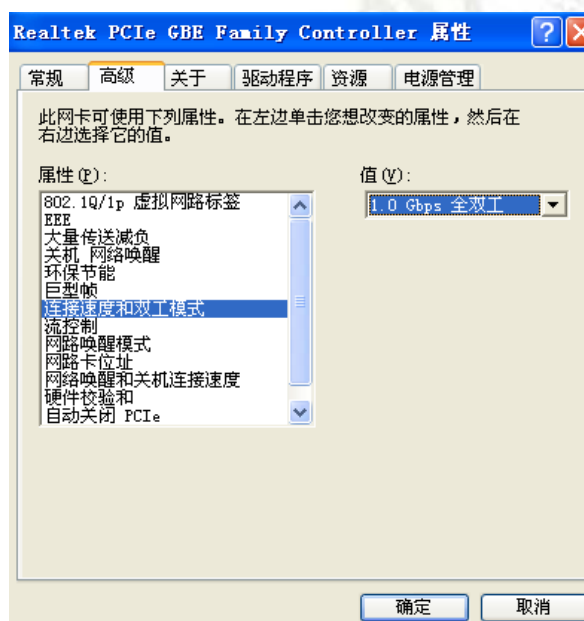 Realtek PCIe GBE Family Controller 属性
常规 高级 关于 驱动程序 资源 电源管理
此网卡可使用下列属性。在左边单击您想改变的属性，然后在
右边选择它的值。
属性(P): 值(V):
802.1Q/1p 虚拟网路标签 1.0 Gbps 全双工
EEE
大量传送減负
关机 网络唤醒
环保节能
巨型帧
连接速度和双工模式
流控制
网路唤醒模式
网路卡位址
网络唤醒和关机连接速度
硬件校验和
自动关闭 PCIe
确定 取消